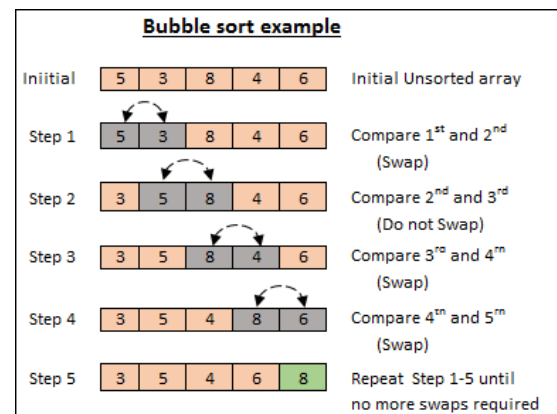 Bubble sort example
Iniitial 5 3 8 4 6 Initial Unsorted array
Step 1 5 3 8 4 6 Compare 1st and 2nd
(Swap)
Step 2 3 5 8 4 6 Compare 2nd and 3rd
(Do not Swap)
Step 3 3 5 8 4 6 Compare 3rd and 4th
(Swap)
Step 4 3 5 4 8 6 Compare 4th and 5th
(Swap)
Step 5 3 5 4 6 8 Repeat Step 1-5 until
no more swaps required